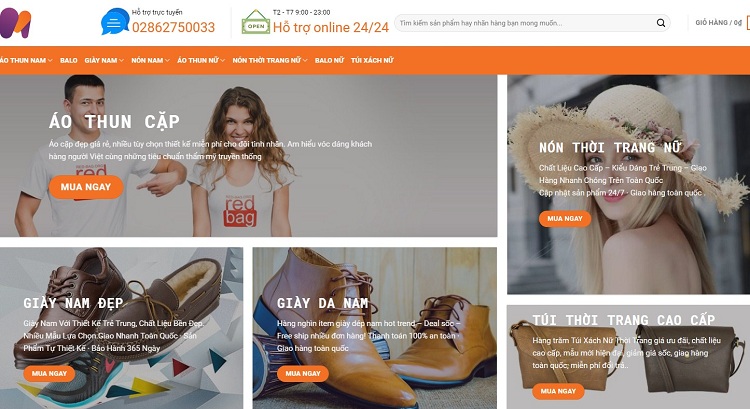 Hỗ trợ trực tuyến
02862750033
OPEN
T2 - T7 9:00 - 23:00
Hỗ trợ online 24/24
Tìm kiếm sản phẩm hay nhãn hàng bạn mong muốn...
GIỎ HÀNG / 0₫
ÁO THUN NAM BALO GIÀY NAM NÓN NAM ÁO THUN NỮ NÓN THỜI TRANG NỮ BALO NỮ TÚI XÁCH NỮ
ÁO THUN CẶP
Áo cặp đẹp giá rẻ, nhiều tùy chọn thiết kế miễn phí cho đôi tình nhân. Am hiểu vóc dáng khách
hàng người Việt cùng những tiêu chuẩn thẩm mỹ truyền thống
MUA NGAY
red
bag
red
bag
NÓN THỜI TRANG NỮ
Chất Liệu Cao Cấp – Kiểu Dáng Trẻ Trung – Giao
Hàng Nhanh Chóng Trên Toàn Quốc
Cập nhật sản phẩm 24/7 · Giao hàng toàn quốc .
MUA NGAY
GIÀY NAM ĐẸP
Giày Nam Với Thiết Kế Trẻ Trung, Chất Liệu Bền Đẹp.
Nhiều Mẫu Lựa Chọn.Giao Nhanh Toàn Quốc · Sản
Phẩm Tự Thiết Kế · Bảo Hành 365 Ngày
MUA NGAY
GIÀY DA NAM
Hàng nghìn item giày dép nam hot trend – Deal sốc –
Free ship nhiều đơn hàng! Thanh toán 100% an toàn ·
Giao hàng toàn quốc
MUA NGAY
TÚI THỜI TRANG CAO CẤP
Hàng trăm Túi Xách Nữ Thời Trang giá ưu đãi, chất liệu
cao cấp, mẫu mới hiện đại, giảm giá sốc, giao hàng
toàn quốc; miễn phí đổi trả..
MUA NGAY